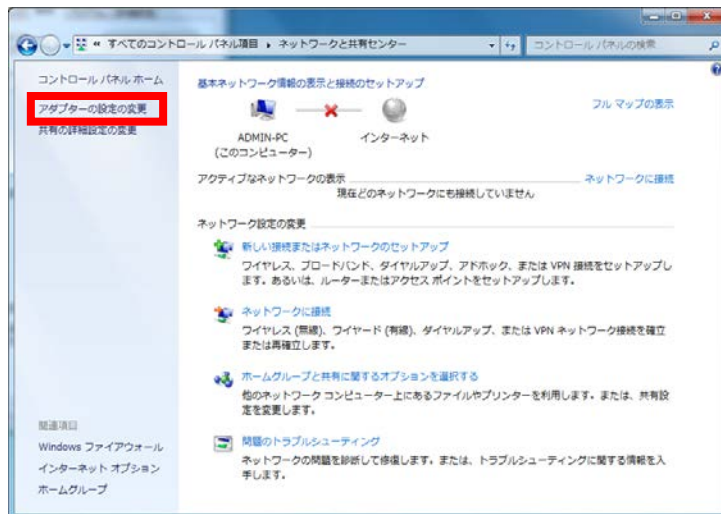 « すべてのコントロール パネル項目 ▸ ネットワークと共有センター
コントロール パネルの検索
コントロール パネル ホーム
アダプターの設定の変更
共有の詳細設定の変更
基本ネットワーク情報の表示と接続のセットアップ
フル マップの表示
ADMIN-PC
(このコンピューター)
インターネット
アクティブなネットワークの表示
ネットワークに接続
現在どのネットワークにも接続していません
ネットワーク設定の変更
新しい接続またはネットワークのセットアップ
ワイヤレス、ブロードバンド、ダイヤルアップ、アドホック、または VPN 接続をセットアップし
ます。あるいは、ルーターまたはアクセス ポイントをセットアップします。
ネットワークに接続
ワイヤレス (無線)、ワイヤード (有線)、ダイヤルアップ、または VPN ネットワーク接続を確立
または再確立します。
ホームグループと共有に関するオプションを選択する
他のネットワーク コンピューター上にあるファイルやプリンターを利用します。または、共有設
定を変更します。
問題のトラブルシューティング
ネットワークの問題を診断して修復します。または、トラブルシューティングに関する情報を入
手します。
関連項目
Windows ファイアウォール
インターネット オプション
ホームグループ